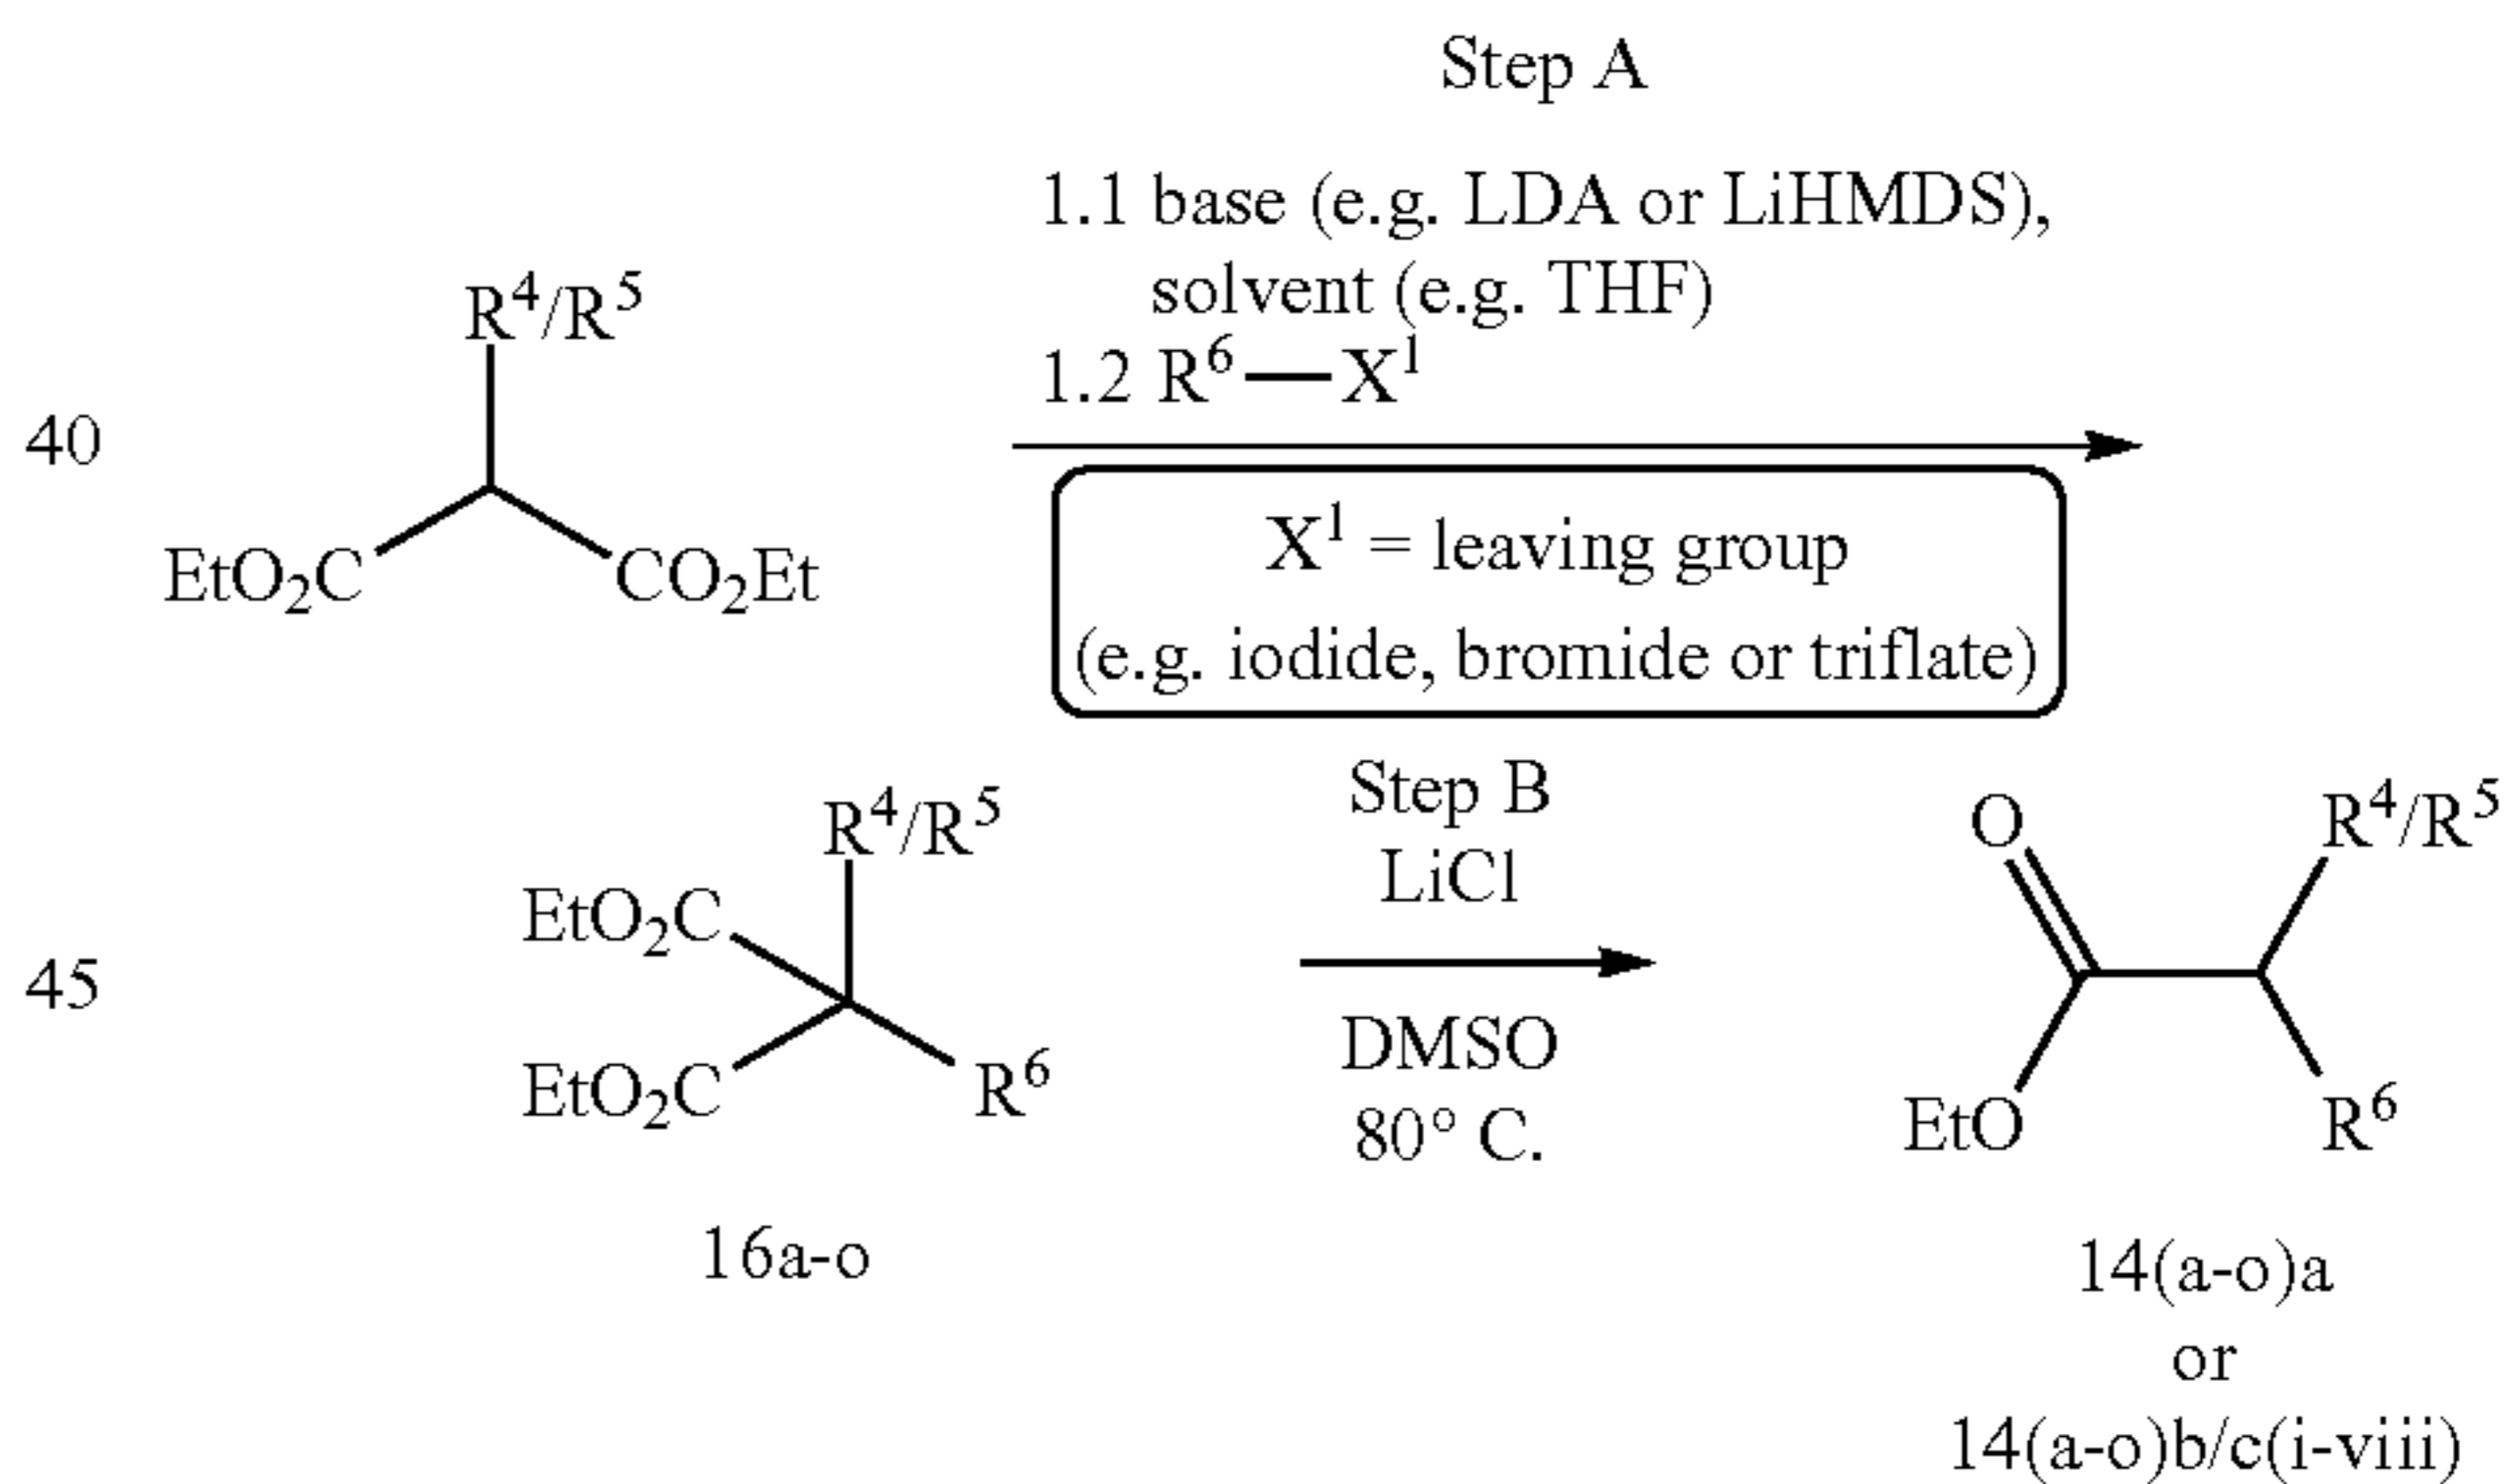 Step A
1.1 base (e.g. LDA or LiHMDS),
solvent (e.g. THF)
1.2 R⁶—X¹
R⁴/R⁵
40
EtO₂C
CO₂Et
X¹ = leaving group
(e.g. iodide, bromide or triflate)
Step B
LiCl
DMSO
80° C.
R⁴/R⁵
EtO₂C
45
EtO₂C
R⁶
16a-o
O
R⁴/R⁵
EtO
R⁶
14(a-o)a
or
14(a-o)b/c(i-viii)